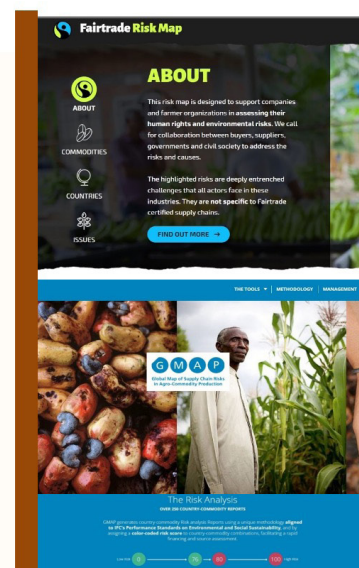 Fairtrade Risk Map
ABOUT
ABOUT
This risk map is designed to support companies
and farmer organizations in assessing their
human rights and environmental risks. We call
for collaboration between buyers, suppliers,
governments and civil society to address the
risks and causes.
COMMODITIES
COUNTRIES
The highlighted risks are deeply entrenched
challenges that all actors face in these
industries. They are not specific to Fairtrade
certified supply chains.
ISSUES
FIND OUT MORE →
THE TOOLS | METHODOLOGY | MANAGEMENT
GMAP
Global Map of Supply Chain Risks
in Agro-Commodity Production
The Risk Analysis
OVER 250 COUNTRY-COMMODITY REPORTS
GMAP generates country-commodity Risk Analysis Reports using a unique methodology aligned
to IFC's Performance Standards on Environmental and Social Sustainability, and by
assigning a color-coded risk score to country commodity combinations, facilitating a rapid
financing and source assessment.
0
100